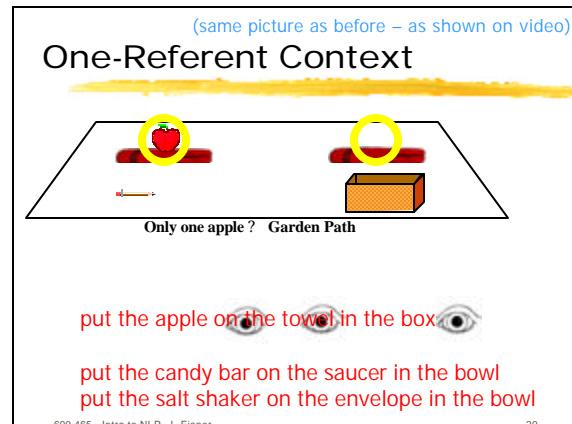 (same picture as before – as shown on video)
One-Referent Context
Only one apple ? Garden Path
put the apple on the towel in the box
put the candy bar on the saucer in the bowl
put the salt shaker on the envelope in the bowl
600.465 - Intro to NLP - J. Eisner